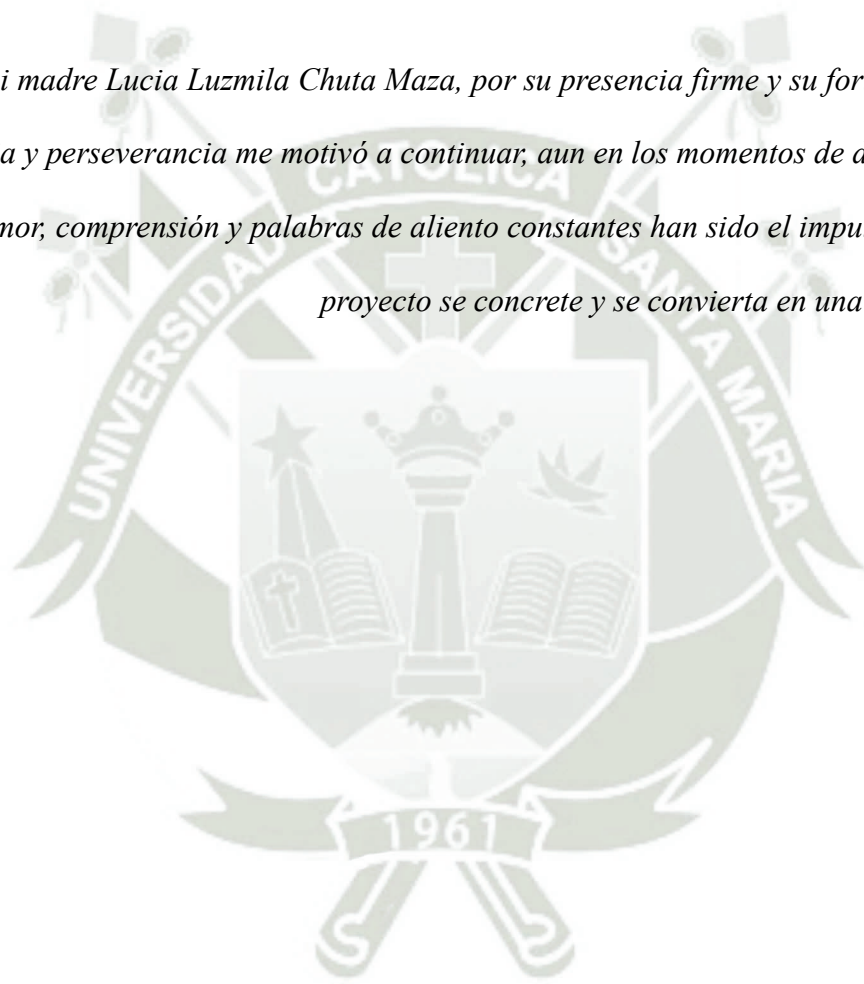 i madre Lucia Luzmila Chuta Maza, por su presencia firme y su for
a y perseverancia me motivó a continuar, aun en los momentos de d
mor, comprensión y palabras de aliento constantes han sido el impu
proyecto se concrete y se convierta en una
UNIVERSIDAD CATOLICA SANTA MARIA
1961